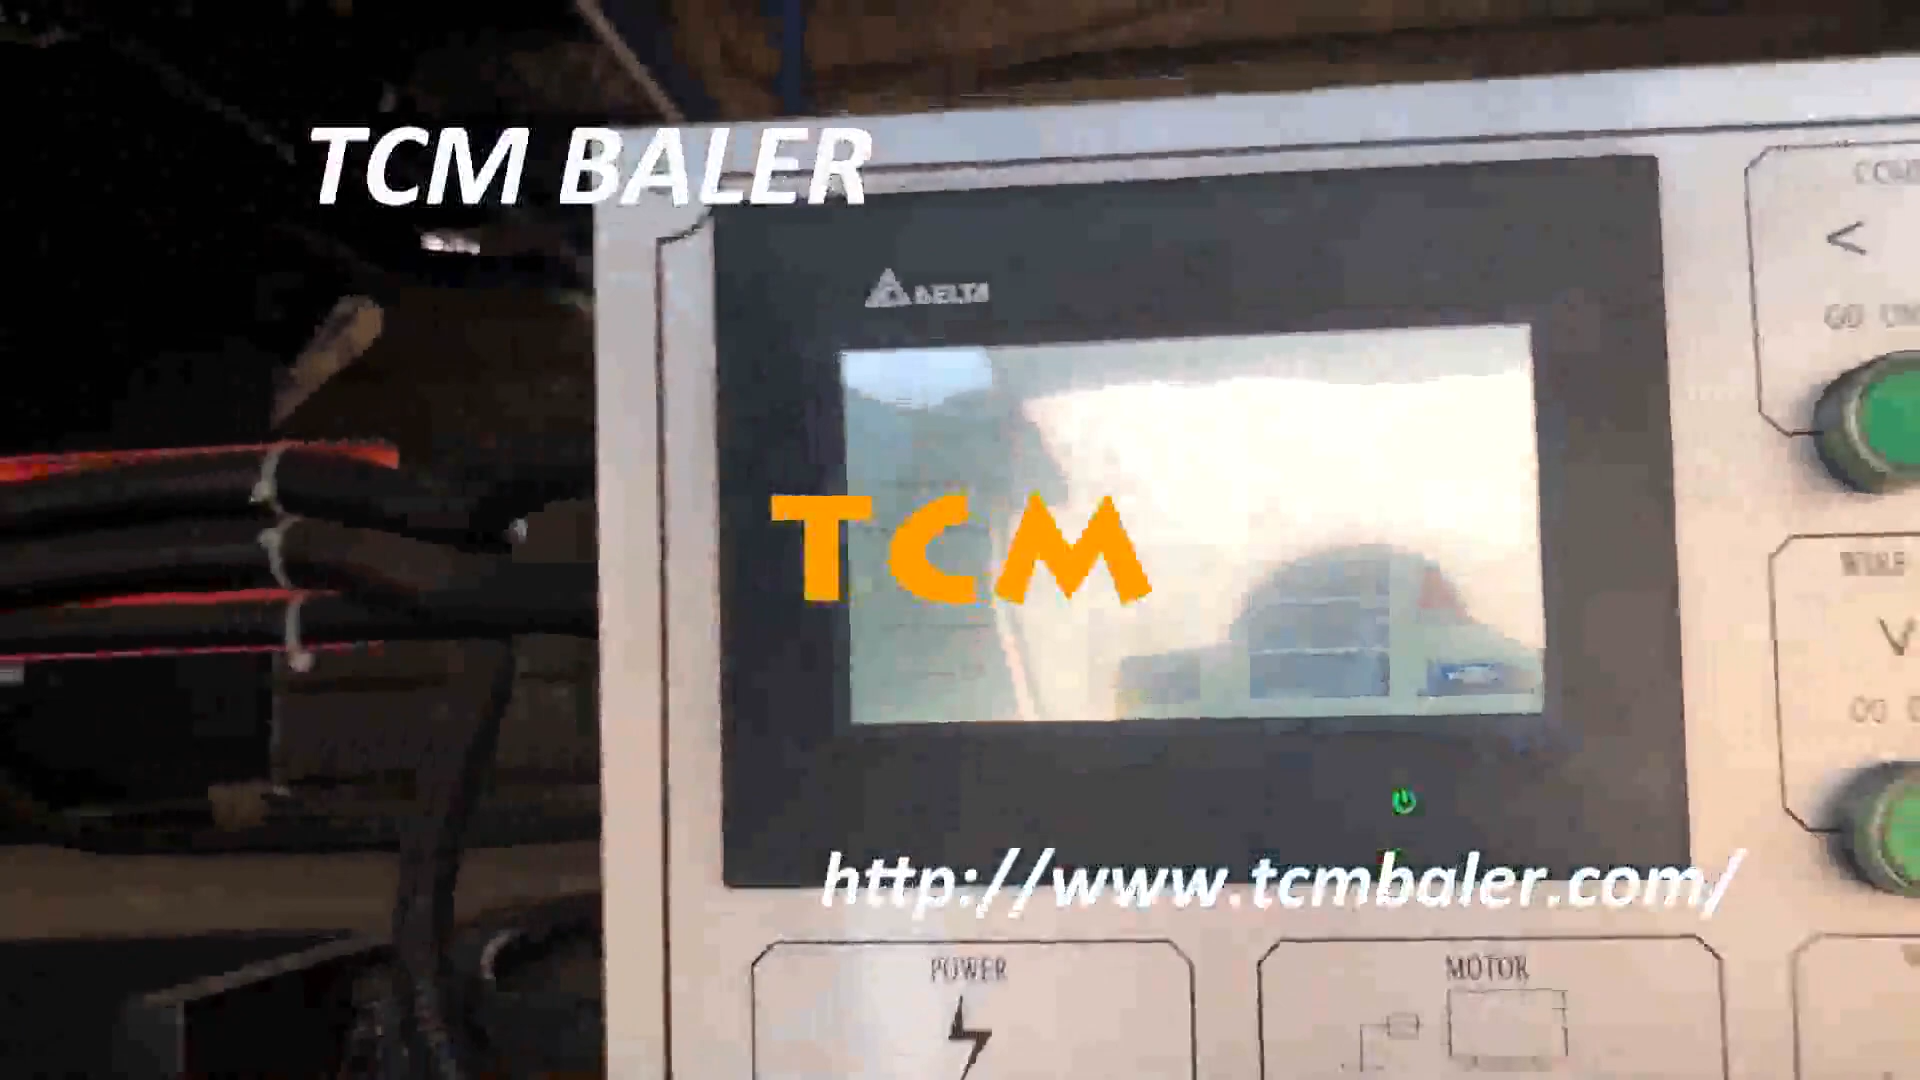 TCM BALER
DELTA
<
TCM
http://www.tcmbaler.com/
POWER
MOTOR